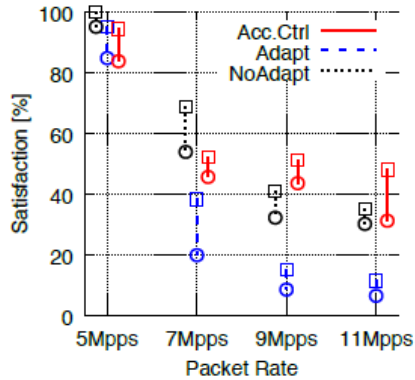 100
80
60
40
20
0
Satisfaction [%]
Acc.Ctrl
Adapt
NoAdapt
5Mpps 7Mpps 9Mpps 11Mpps
Packet Rate